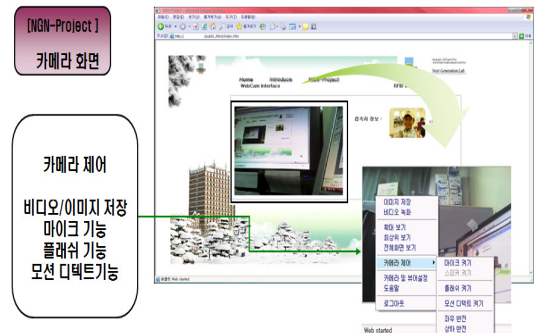 [NGN-Project ]
카메라 화면
카메라 제어
비디오/이미지 저장
마이크 기능
플래쉬 기능
모션 디텍트기능
Home Introduce Main Project
WebCam Interface
Next Generation Lab
접속자 정보 :
이미지 저장
비디오 녹화
확대 보기
최상위 보기
전체화면 보기
카메라 제어
카메라 및 뷰어설정
도움말
로그아웃
마이크 켜기
스피커 켜기
플래쉬 켜기
모션 디텍트 켜기
좌우 반전
상하 반전
Web started